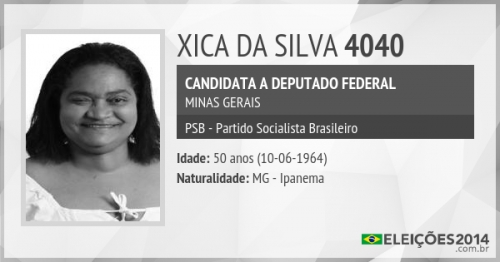 XICA DA SILVA 4040
CANDIDATA A DEPUTADO FEDERAL
MINAS GERAIS
PSB - Partido Socialista Brasileiro
Idade: 50 anos (10-06-1964)
Naturalidade: MG - Ipanema
ELEIÇÕES2014
.com.br